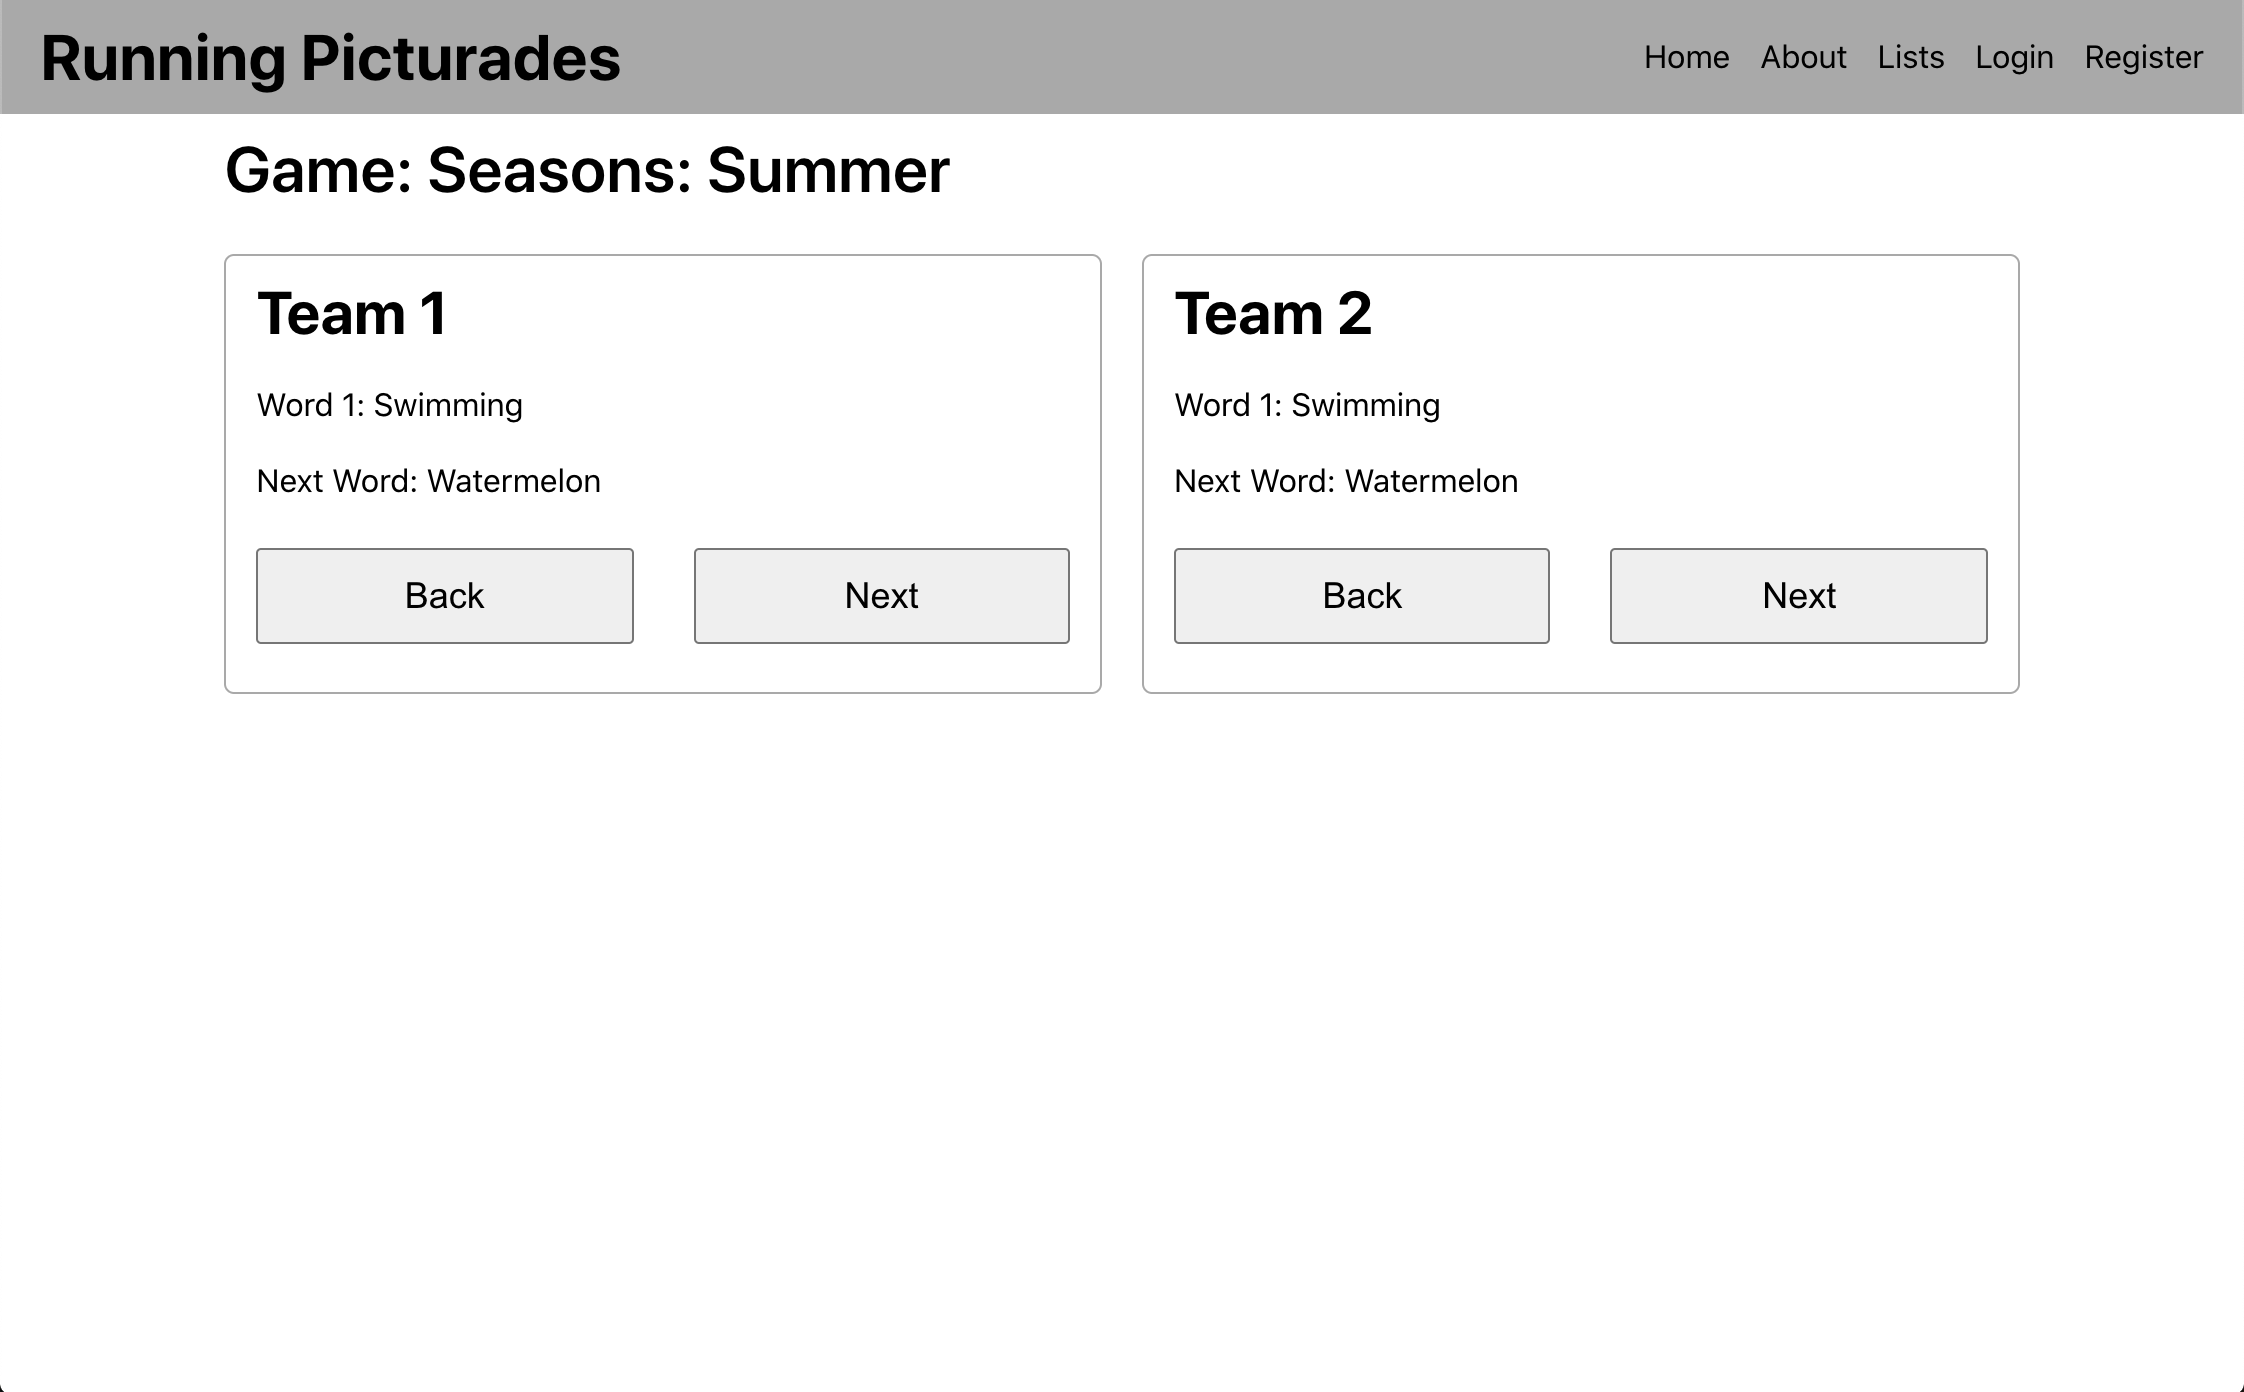 Running Picturades
Home About Lists Login Register
Game: Seasons: Summer
Team 1
Word 1: Swimming
Next Word: Watermelon
Back Next
Team 2
Word 1: Swimming
Next Word: Watermelon
Back Next